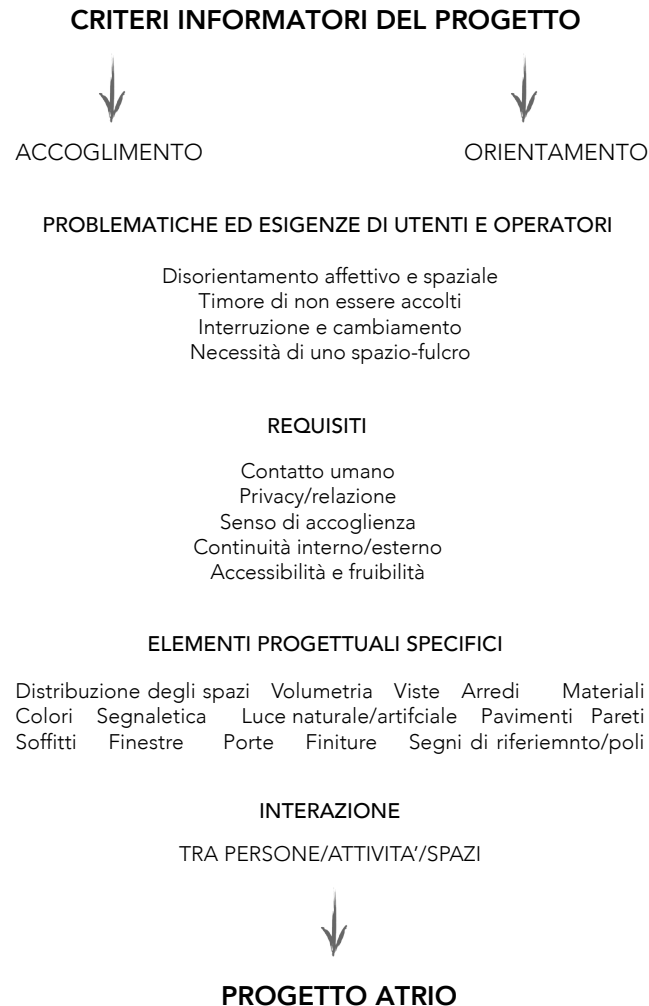 CRITERI INFORMATORI DEL PROGETTO
ACCOGLIMENTO ORIENTAMENTO
PROBLEMATICHE ED ESIGENZE DI UTENTI E OPERATORI
Disorientamento affettivo e spaziale
Timore di non essere accolti
Interruzione e cambiamento
Necessità di uno spazio-fulcro
REQUISITI
Contatto umano
Privacy/relazione
Senso di accoglienza
Continuità interno/esterno
Accessibilità e fruibilità
ELEMENTI PROGETTUALI SPECIFICI
Distribuzione degli spazi Volumetria Viste Arredi Materiali
Colori Segnaletica Luce naturale/artifciale Pavimenti Pareti
Soffitti Finestre Porte Finiture Segni di riferiemnto/poli
INTERAZIONE
TRA PERSONE/ATTIVITA'/SPAZI
PROGETTO ATRIO